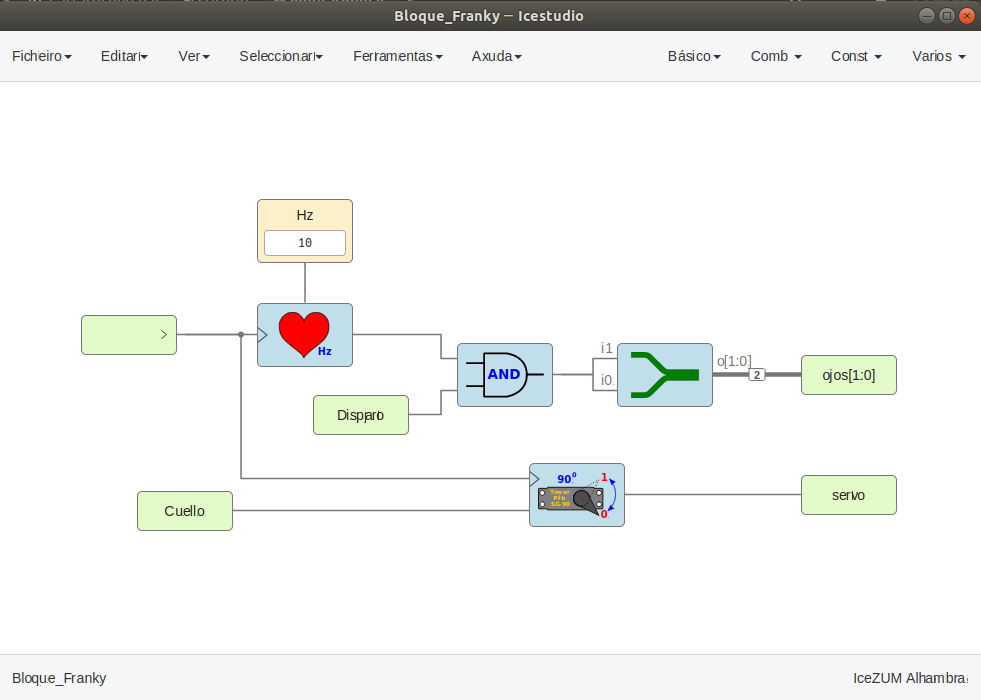 Bloque_Franky – Icestudio
Ficheiro Editar Ver Seleccionar Ferramentas Axuda Básico Comb Const Varios
Hz
10
Hz
i1
i0
AND
o[1:0]
2
ojos[1:0]
Disparo
90⁰
1
Tower
Pro
SG-90
0
servo
Cuello
Bloque_Franky IceZUM Alhambra